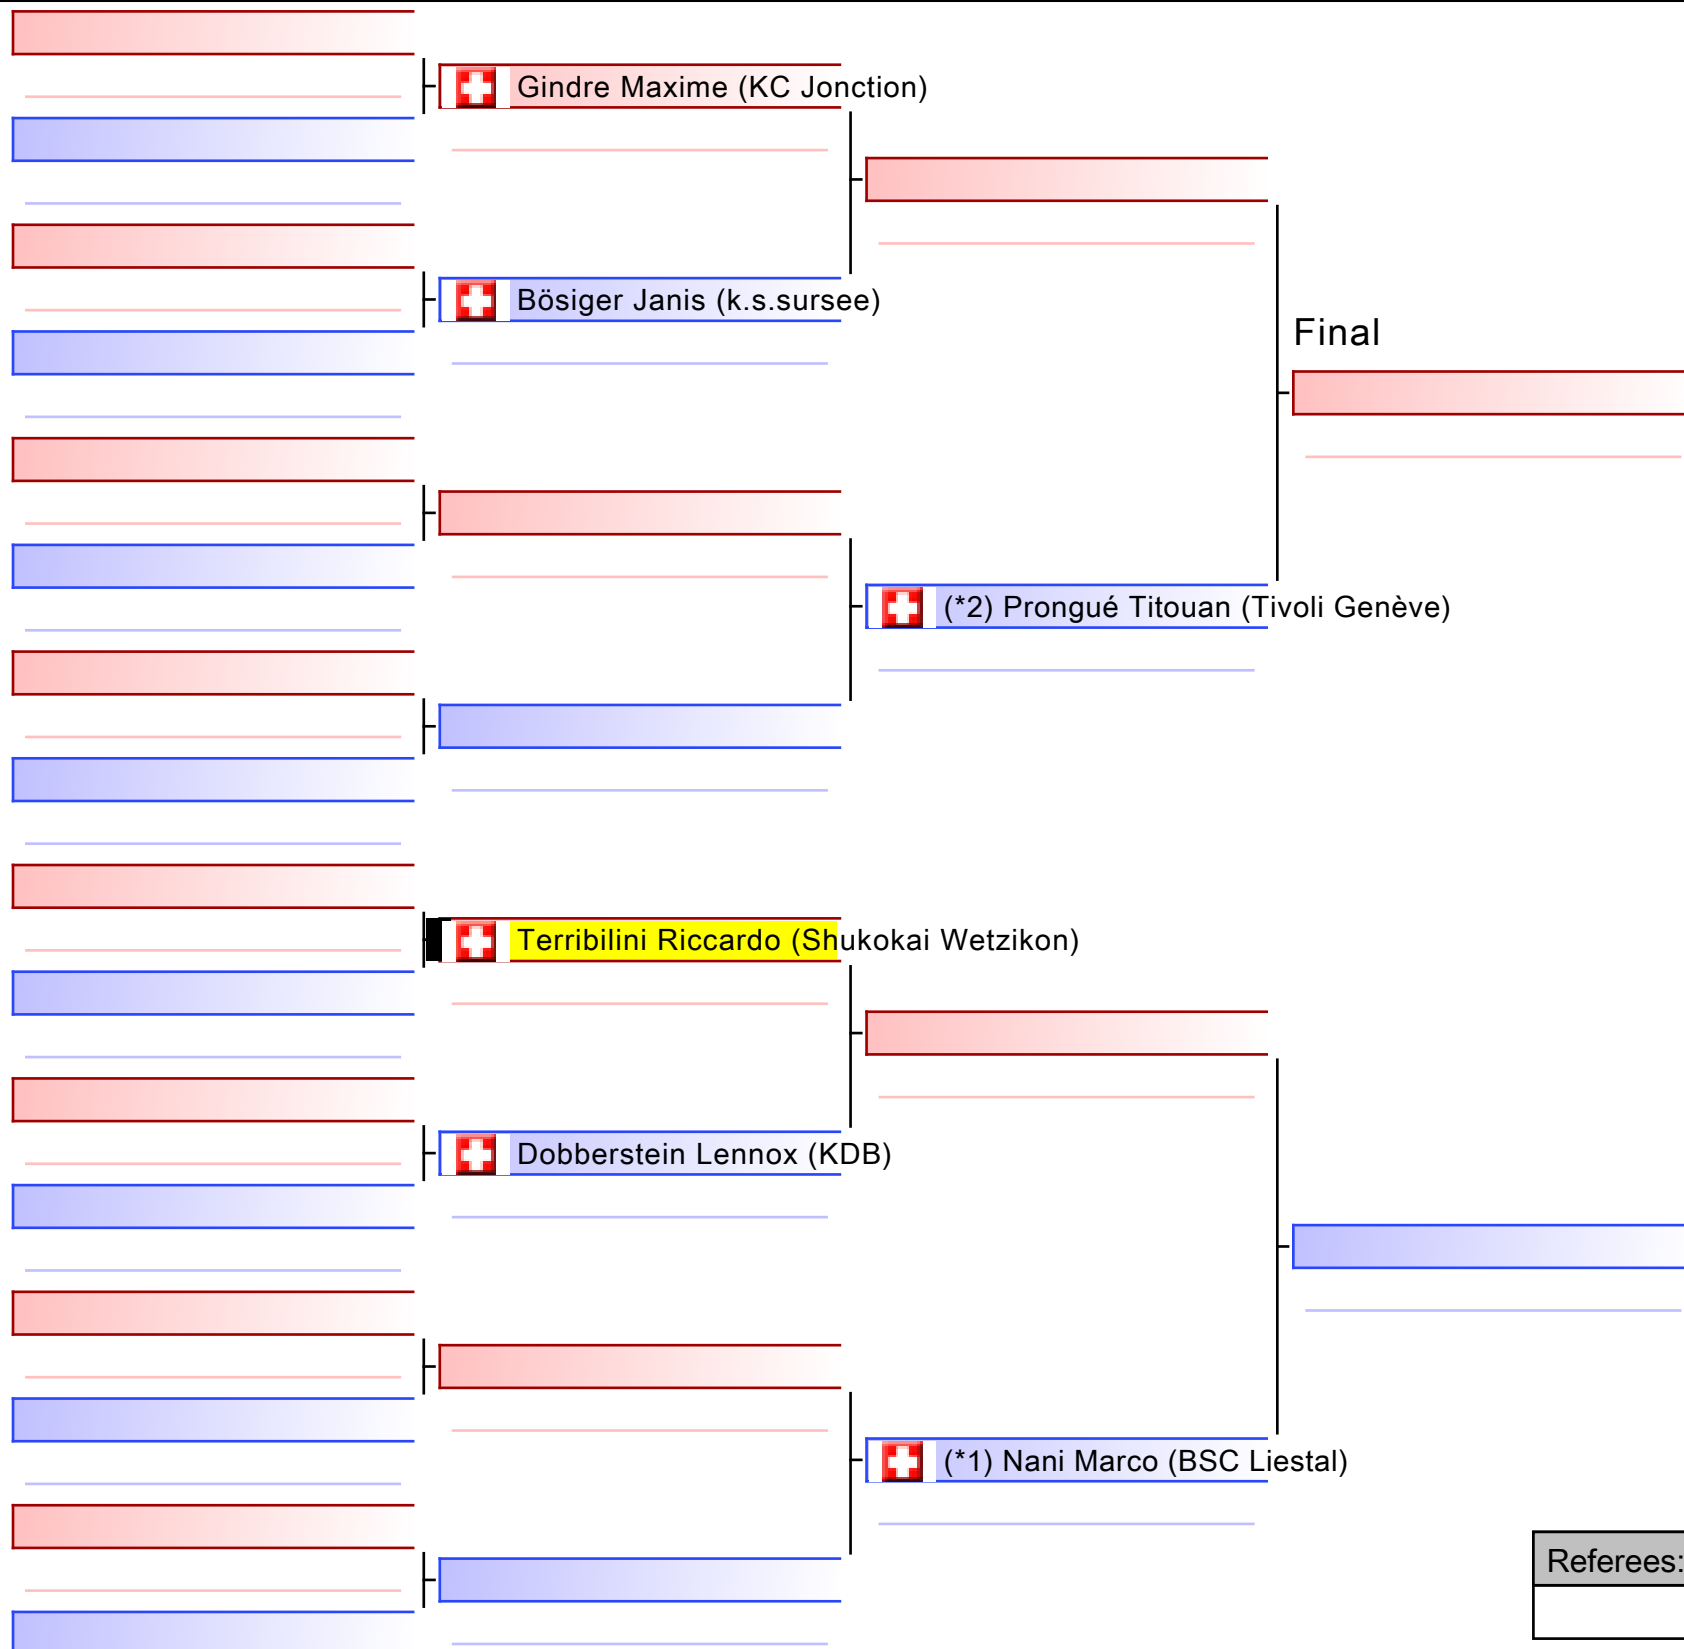 Gindre Maxime (KC Jonction)
Bösiger Janis (k.s.sursee)
Final
(*2) Prongué Titouan (Tivoli Genève)
Terribilini Riccardo (Shukokai Wetzikon)
Dobberstein Lennox (KDB)
(*1) Nani Marco (BSC Liestal)
Referees: